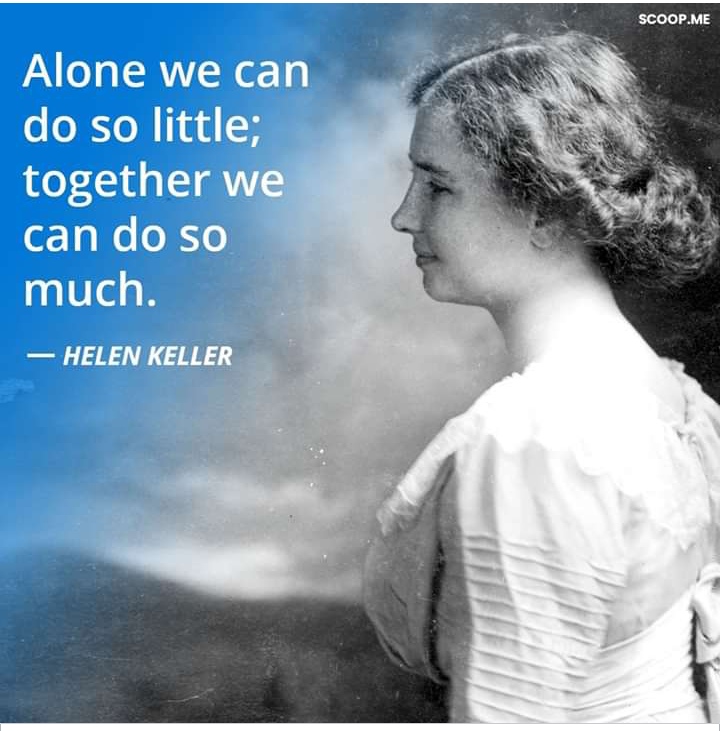 SCOOP.ME
Alone we can
do so little;
together we
can do so
much.
— HELEN KELLER